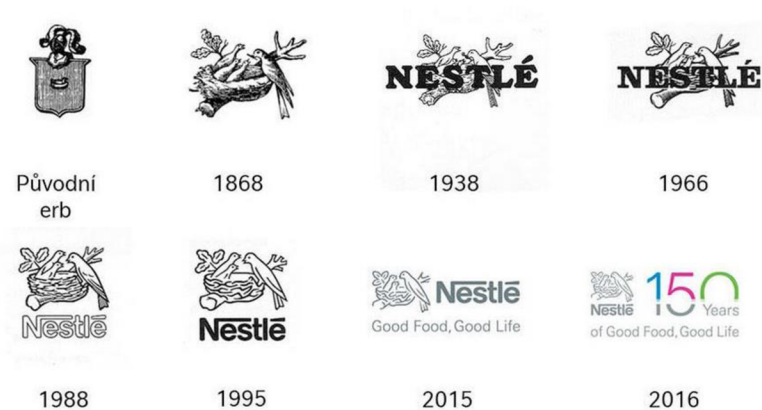 NESTLÉ
NESTLÉ
Původní
erb
1868
1938
1966
Nestlé
Nestlé
Nestlé
Good Food, Good Life
Nestlé
150
Years
of Good Food, Good Life
1988
1995
2015
2016